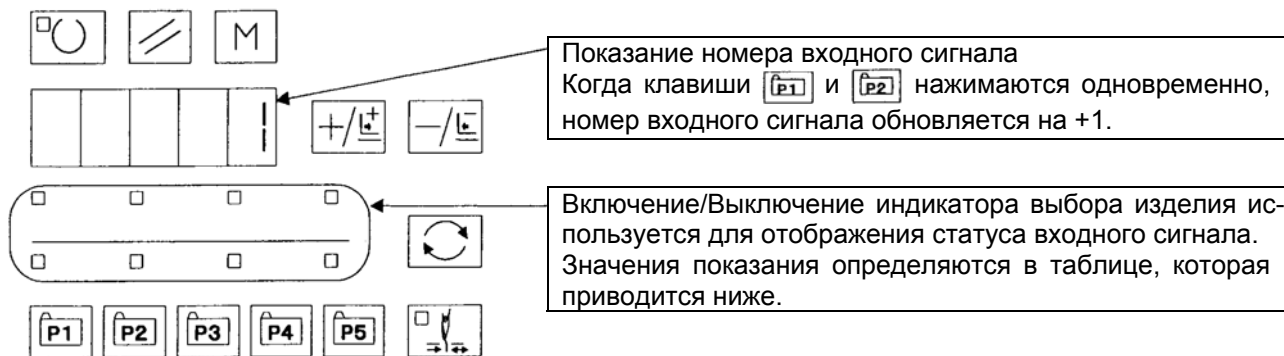 M
Показание номера входного сигнала
Когда клавиши P1 и P2 нажимаются одновременно,
номер входного сигнала обновляется на +1.
1
+/ + −/ −
Включение/Выключение индикатора выбора изделия ис-
пользуется для отображения статуса входного сигнала.
Значения показания определяются в таблице, которая
приводится ниже.
P1 P2 P3 P4 P5